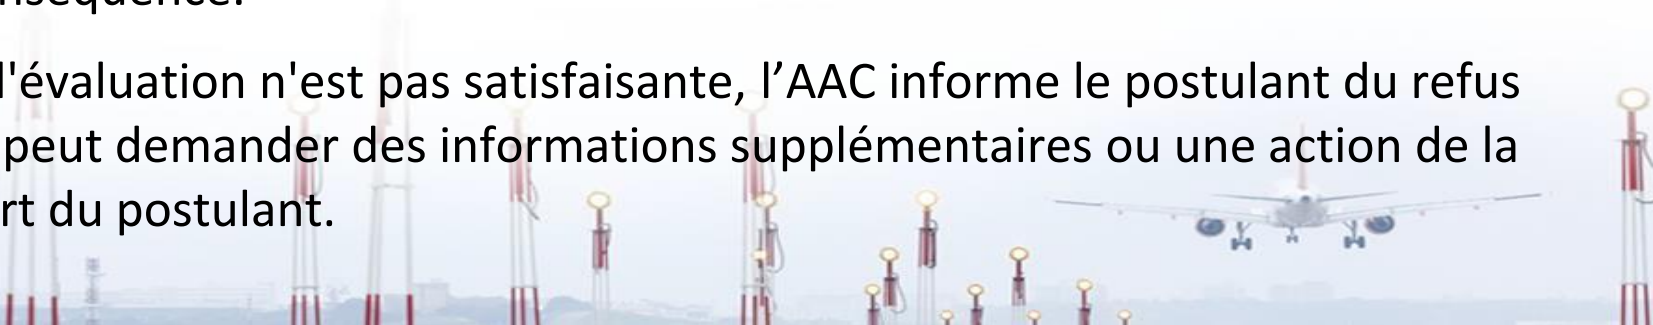 nséquence.
l'évaluation n'est pas satisfaisante, l’AAC informe le postulant du refus
peut demander des informations supplémentaires ou une action de la
rt du postulant.